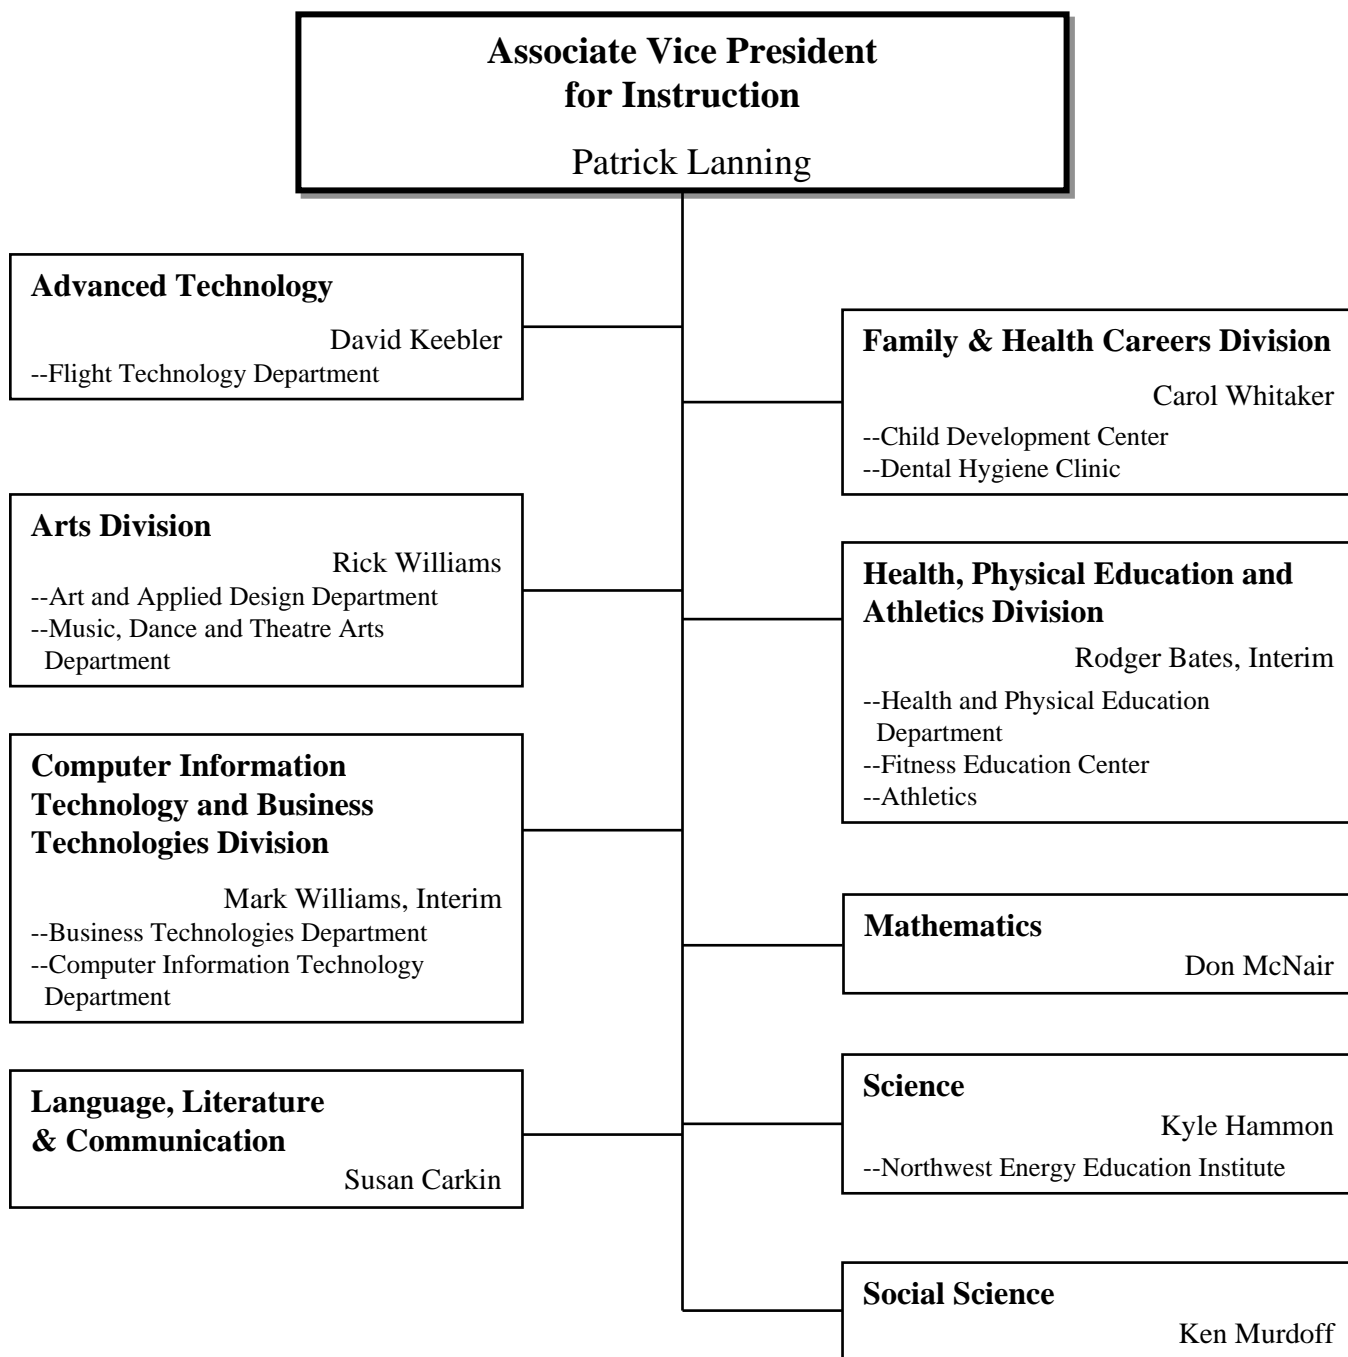 Associate Vice President
for Instruction
Patrick Lanning
Advanced Technology
David Keebler
--Flight Technology Department
Arts Division
Rick Williams
--Art and Applied Design Department
--Music, Dance and Theatre Arts
Department
Computer Information
Technology and Business
Technologies Division
Mark Williams, Interim
--Business Technologies Department
--Computer Information Technology
Department
Language, Literature
& Communication
Susan Carkin
Family & Health Careers Division
Carol Whitaker
--Child Development Center
--Dental Hygiene Clinic
Health, Physical Education and
Athletics Division
Rodger Bates, Interim
--Health and Physical Education
Department
--Fitness Education Center
--Athletics
Mathematics
Don McNair
Science
Kyle Hammon
--Northwest Energy Education Institute
Social Science
Ken Murdoff